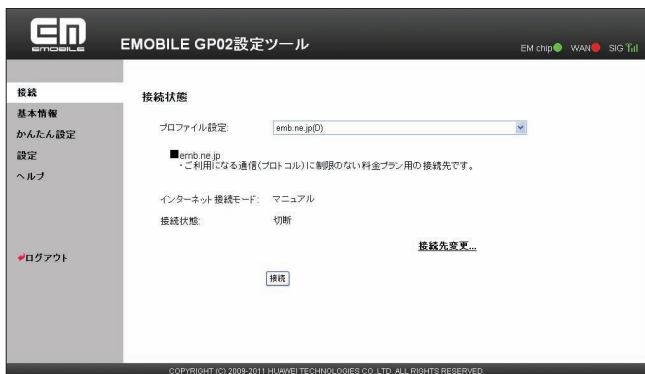 EM
EMOBILE
EMOBILE GP02設定ツール
EM chip WAN SIG
接続
基本情報
かんたん設定
設定
ヘルプ
ログアウト
接続状態
プロファイル設定: emb.ne.jp(D)
■emb.ne.jp
・ご利用になる通信(プロトコル)に制限のない料金プラン用の接続先です。
インターネット接続モード: マニュアル
接続状態: 切断
接続先変更...
接続
COPYRIGHT (C) 2009-2011 HUAWEI TECHNOLOGIES CO.,LTD. ALL RIGHTS RESERVED.